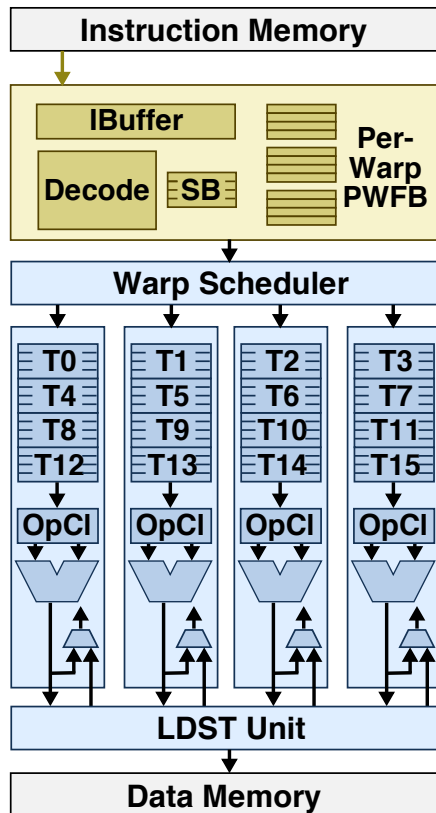 Instruction Memory
IBuffer
Decode
SB
Per-
Warp
PWFB
Warp Scheduler
T0 T1 T2 T3
T4 T5 T6 T7
T8 T9 T10 T11
T12 T13 T14 T15
OpCl OpCl OpCl OpCl
LDST Unit
Data Memory